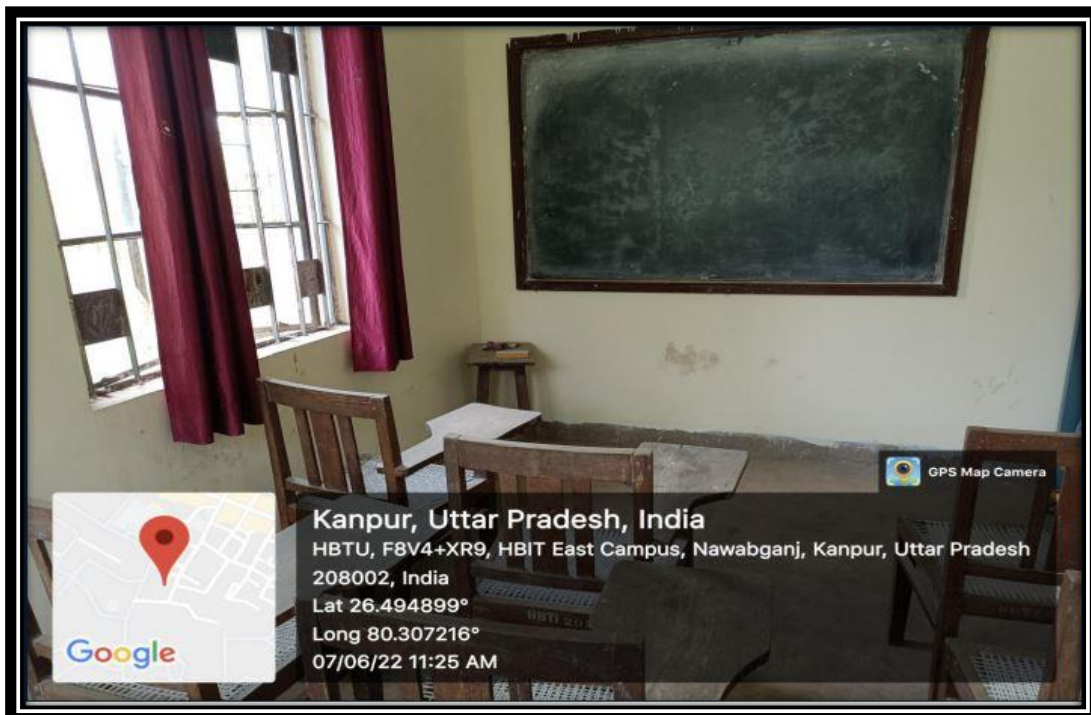 GPS Map Camera
Kanpur, Uttar Pradesh, India
HBTU, F8V4+XR9, HBIT East Campus, Nawabganj, Kanpur, Uttar Pradesh
208002, India
Lat 26.494899°
Long 80.307216°
07/06/22 11:25 AM
Google